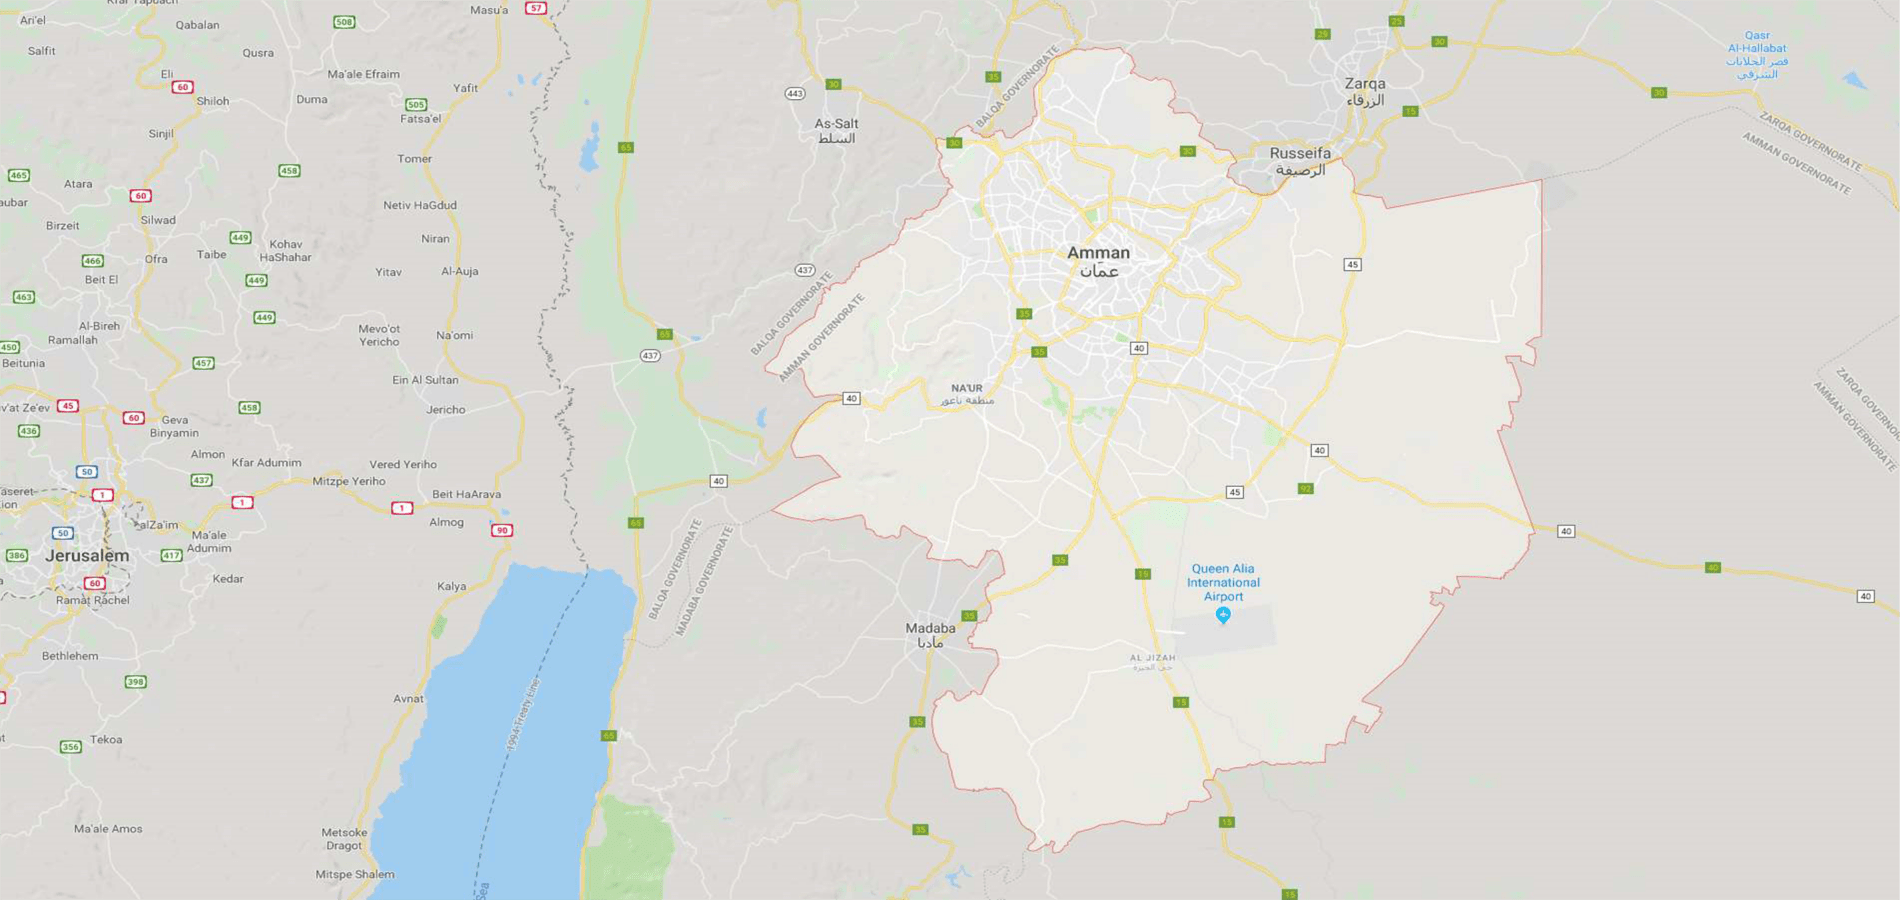 Ari'el
Qabalan
508
Masu'a
57
Salfit
Qusra
Eli
60
Ma'ale Efraim
Yafit
Shiloh
Duma
505
Fatsa'el
Sinjil
Tomer
465
458
Atara
60
Netiv HaGdud
Silwad
Birzeit
449
Kohav
HaShahar
Niran
Taibe
Ofra
466
Beit El
449
Yitav
Al-Auja
463
449
Al-Bireh
Ramallah
Mevo'ot
Yericho
Na'omi
450
Beitunia
457
Ein Al Sultan
45
60
458
Jericho
Geva
Binyamin
436
Almon
Kfar Adumim
Vered Yeriho
50
437
Mitzpe Yeriho
Beit HaArava
1
1
1
Almog
90
50
Ma'ale
Adumim
386
Jerusalem
417
60
Kedar
Kalya
Ramat Rachel
Bethlehem
398
Avnat
356
Tekoa
1994 Treaty Line
Ma'ale Amos
Metsoke
Dragot
Mitspe Shalem
Sea
443
30
35
BALQA GOVERNORATE
As-Salt
السلط
30
65
437
BALQA GOVERNORATE
AMMAN GOVERNORATE
65
437
40
40
65
BALQA GOVERNORATE
MADABA GOVERNORATE
65
29
25
30
Zarqa
الزرقاء
15
30
Qasr
Al-Hallabat
قصر الحلابات
الشرقي
ZARQA GOVERNORATE
AMMAN GOVERNORATE
30
Russeifa
الرصيفة
Amman
عمّان
45
35
35
40
NA'UR
منطقة ناعور
ZARQA GOVERNOR
AMMAN GOVERNORATE
40
45
92
40
35
19
40
40
Queen Alia
International
Airport
35
Madaba
مادبا
AL JIZAH
حي الجيزة
15
35
35
15
15